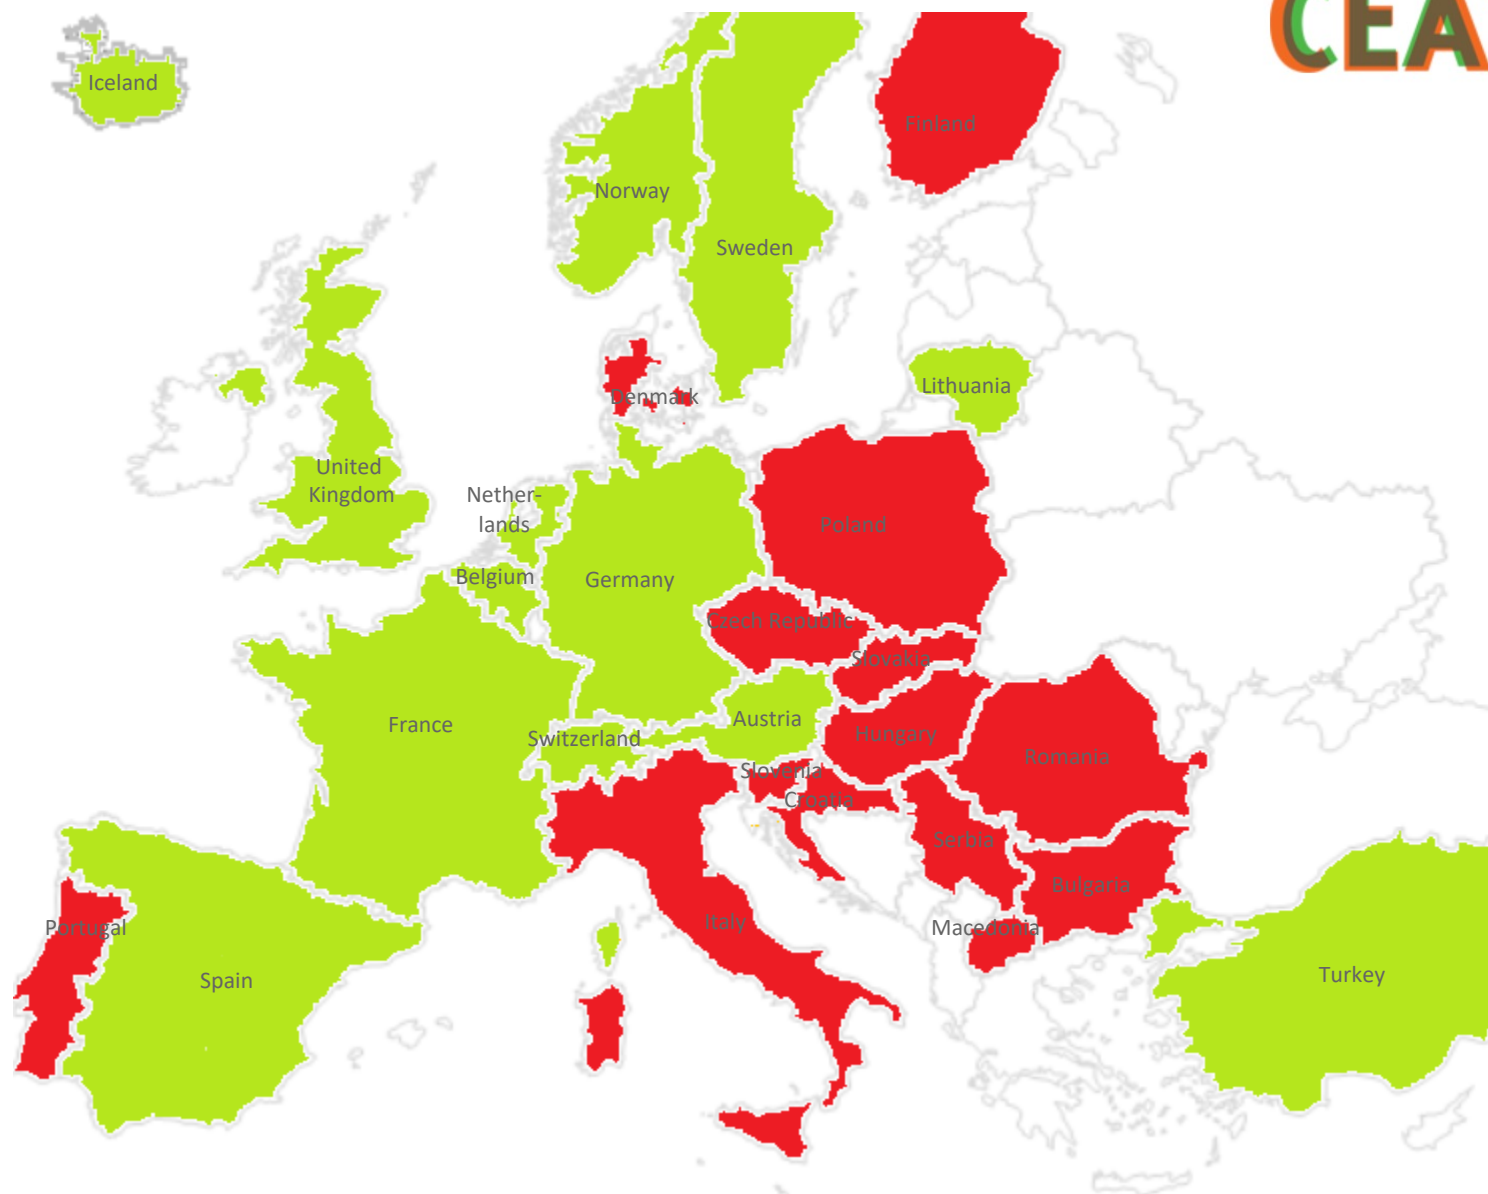 CEA
Iceland
Finland
Norway
Sweden
Denmark
Lithuania
United
Kingdom
Nether-
lands
Poland
Belgium
Germany
Czech Republic
Slovakia
France
Austria
Switzerland
Hungary
Slovenia
Romania
Croatia
Serbia
Bulgaria
Italy
Portugal
Macedonia
Spain
Turkey